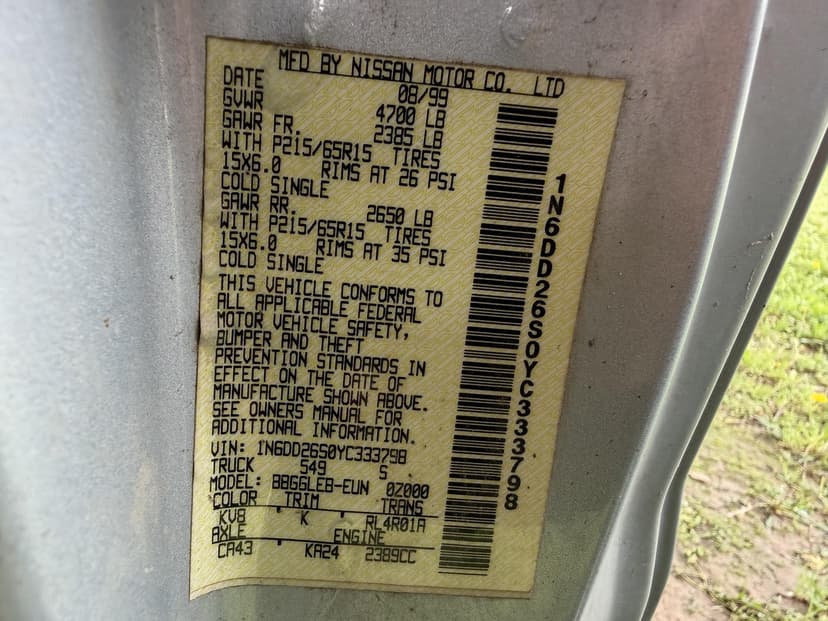 MFD BY NISSAN MOTOR CO. LTD
DATE 08/99
GVWR 4700 LB
GAWR FR. 2385 LB
WITH P215/65R15 TIRES
15X6.0 RIMS AT 26 PSI
COLD SINGLE
GAWR RR. 2650 LB
WITH P215/65R15 TIRES
15X6.0 RIMS AT 35 PSI
COLD SINGLE
THIS VEHICLE CONFORMS TO
ALL APPLICABLE FEDERAL
MOTOR VEHICLE SAFETY,
BUMPER AND THEFT
PREVENTION STANDARDS IN
EFFECT ON THE DATE OF
MANUFACTURE SHOWN ABOVE.
SEE OWNERS MANUAL FOR
ADDITIONAL INFORMATION.
VIN: 1N6DD26S0YC333798
TRUCK 549 S
MODEL: BBGGLEB-EUN 0Z000
COLOR TRIM TRANS
KV8 K RL4R01A
AXLE ENGINE
CA43 KA24 2389CC
1N6DD26S0YC333798